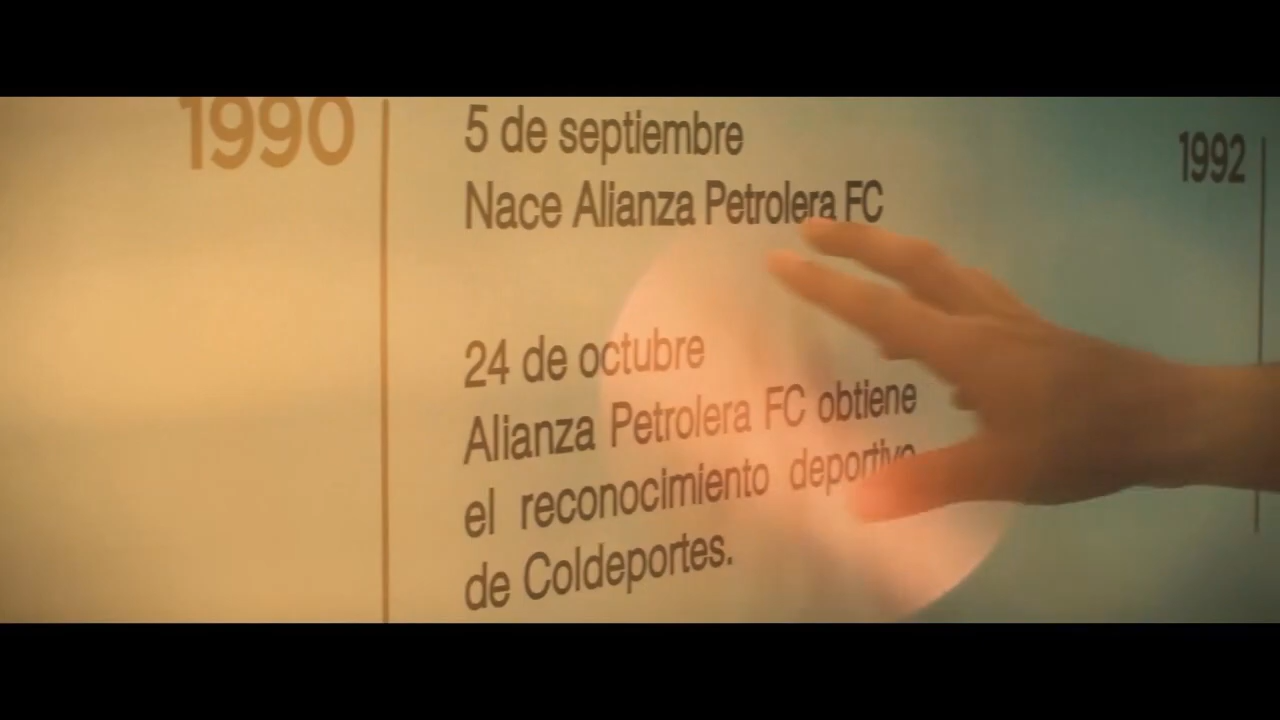 1990
5 de septiembre
Nace Alianza Petrolera FC
24 de octubre
Alianza Petrolera FC obtiene
el reconocimiento deportivo
de Coldeportes.
1992